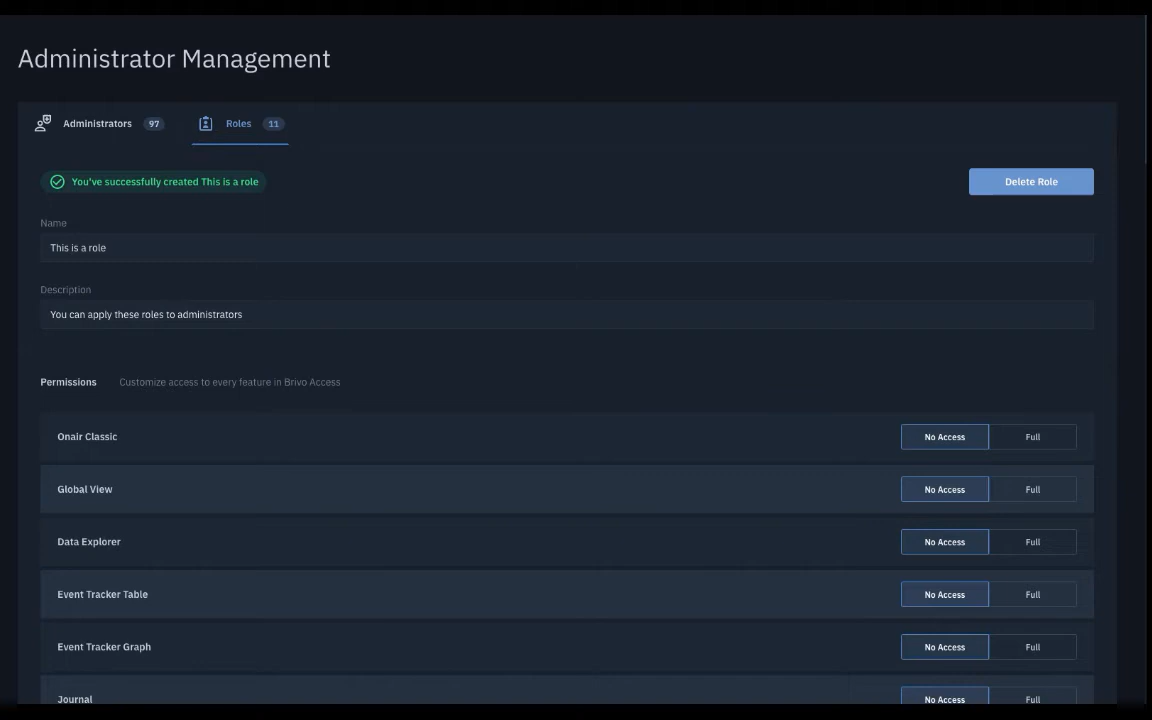 Administrator Management
Administrators 97 Roles 11
You've successfully created This is a role Delete Role
Name
This is a role
Description
You can apply these roles to administrators
Permissions Customize access to every feature in Brivo Access
Onair Classic No Access Full
Global View No Access Full
Data Explorer No Access Full
Event Tracker Table No Access Full
Event Tracker Graph No Access Full
Journal No Access Full